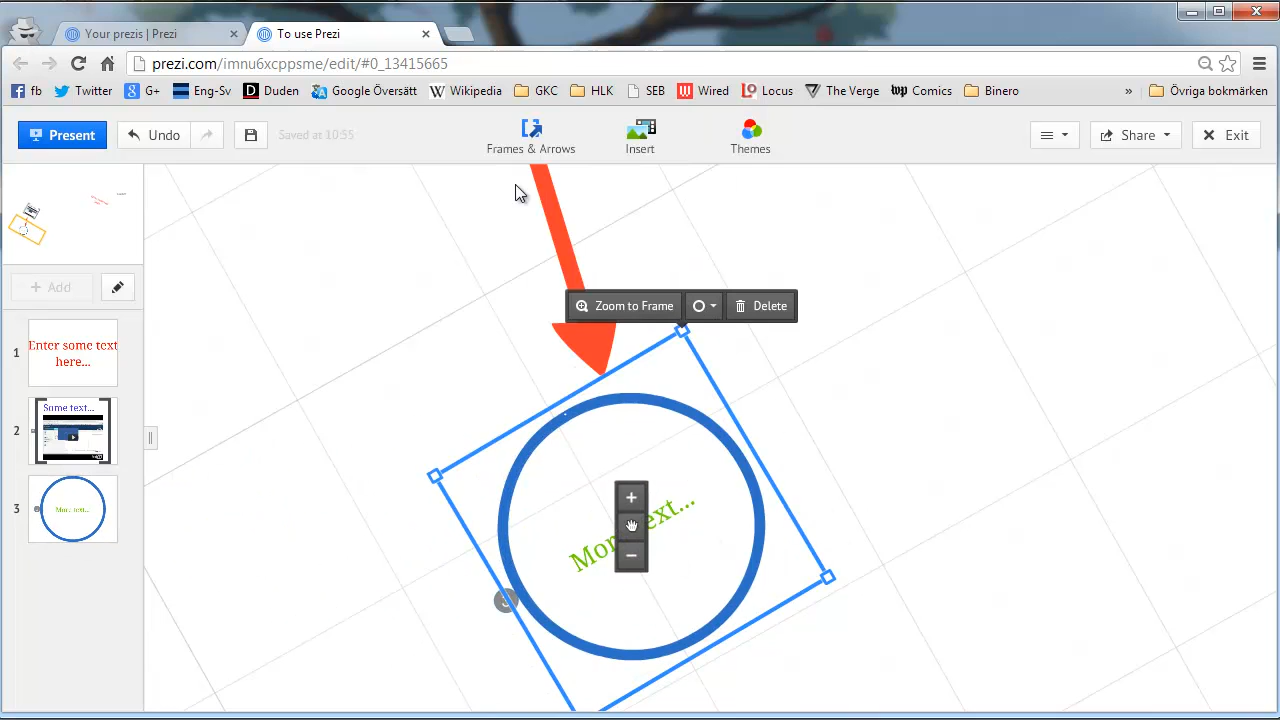 Your prezis | Prezi
To use Prezi
prezi.com/imnu6xcppsme/edit/#0_13415665
fb Twitter G+ Eng-Sv Duden Google Översätt Wikipedia GKC HLK SEB Wired Locus The Verge Comics Binero » Övriga bokmärken
Present Undo Saved at 10:55 Frames & Arrows Insert Themes Share Exit
+ Add
Zoom to Frame Delete
1 Enter some text
here...
2 Some text...
3 More text...